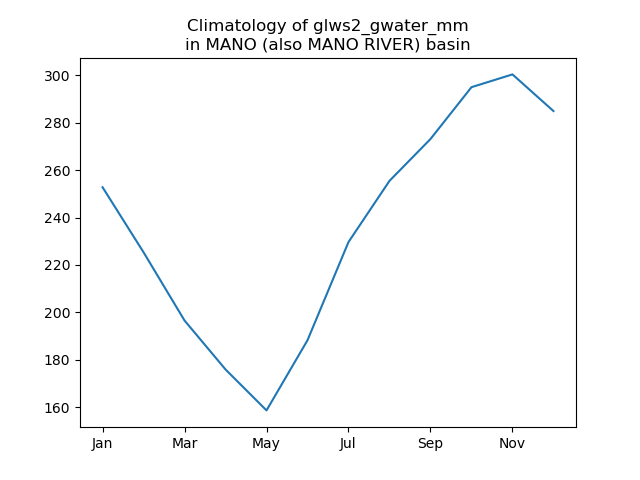 Climatology of glws2_gwater_mm
in MANO (also MANO RIVER) basin
300
280
260
240
220
200
180
160
Jan Mar May Jul Sep Nov